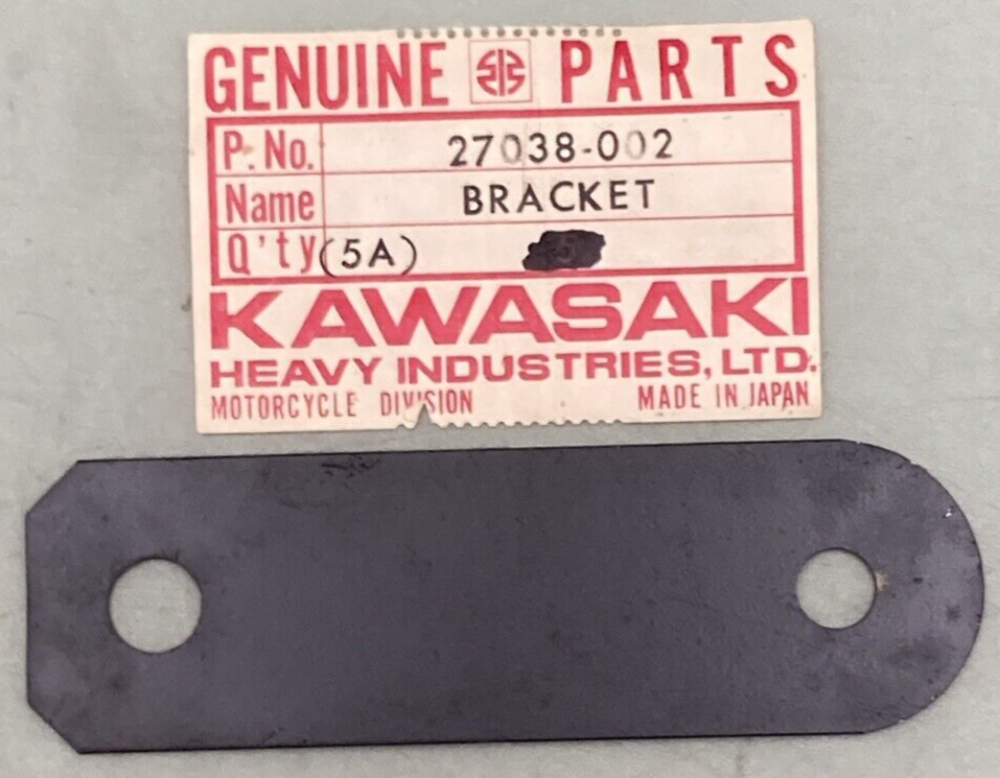 GENUINE PARTS
P. No. 27038-002
Name BRACKET
Q'ty (5A)
KAWASAKI
HEAVY INDUSTRIES, LTD.
MOTORCYCLE DIVISION MADE IN JAPAN